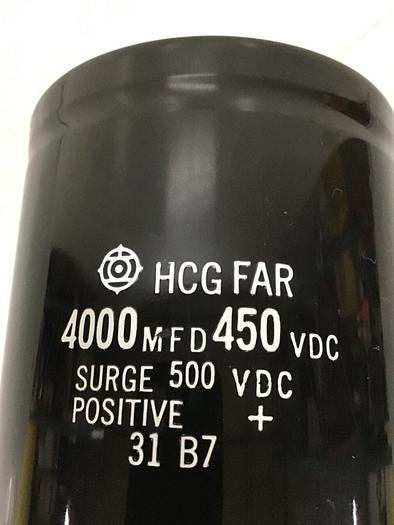 HCG FAR
4000 MFD 450 VDC
SURGE 500 VDC
POSITIVE +
31 B7